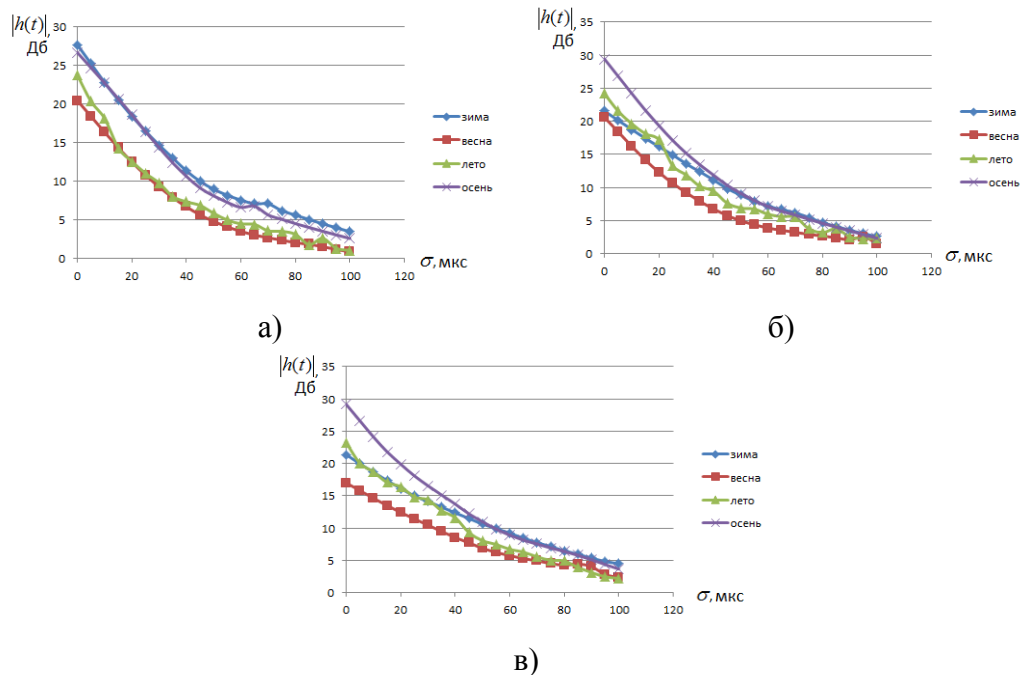 |h(t)|,
Дб
30
25
20
15
10
5
0
0 20 40 60 80 100 120
σ, мкс
зима
весна
лето
осень
а)
|h(t)|,
Дб
35
30
25
20
15
10
5
0
0 20 40 60 80 100 120
σ, мкс
зима
весна
лето
осень
б)
|h(t)|,
Дб
35
30
25
20
15
10
5
0
0 20 40 60 80 100 120
σ, мкс
зима
весна
лето
осень
в)